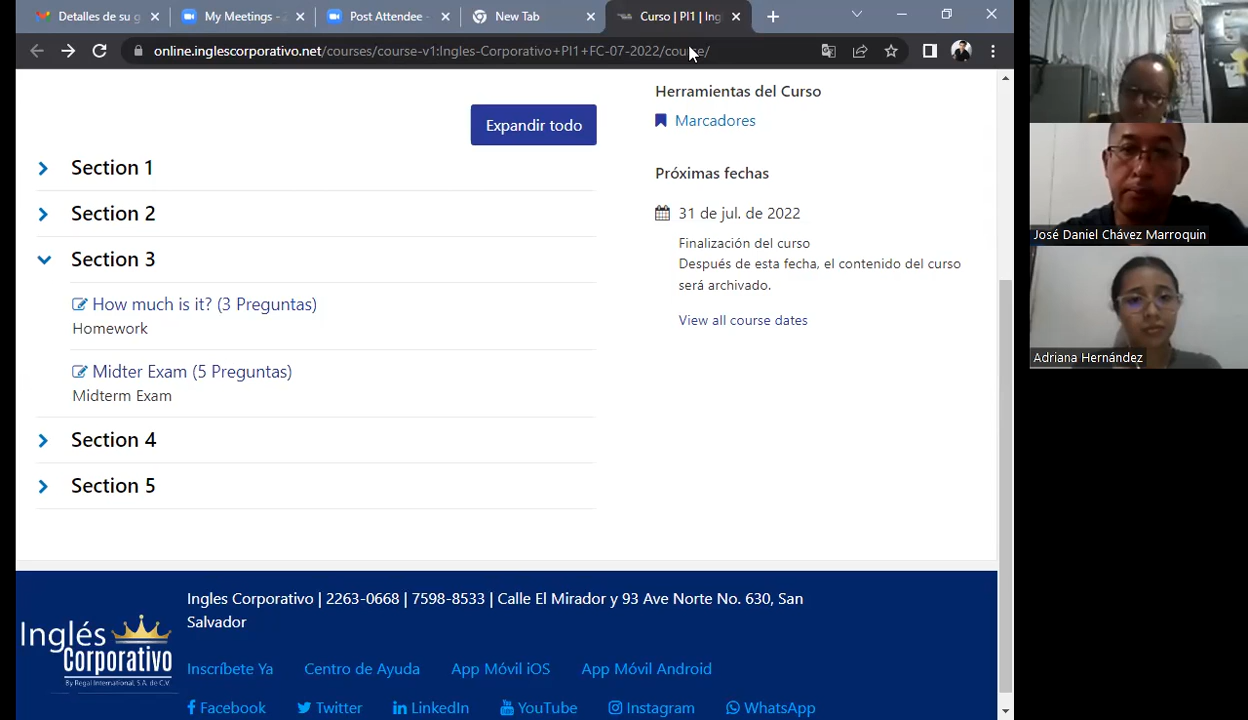 Detalles de su g
My Meetings - Z
Post Attendee -
New Tab
Curso | PI1 | Ing
online.inglescorporativo.net/courses/course-v1:Ingles-Corporativo+PI1+FC-07-2022/course/
Expandir todo
Section 1
Section 2
Section 3
How much is it? (3 Preguntas)
Homework
Midter Exam (5 Preguntas)
Midterm Exam
Section 4
Section 5
Herramientas del Curso
Marcadores
Próximas fechas
31 de jul. de 2022
Finalización del curso
Después de esta fecha, el contenido del curso
será archivado.
View all course dates
José Daniel Chávez Marroquin
Adriana Hernández
Inglés
Corporativo
By Regal International, S.A. de C.V.
Ingles Corporativo | 2263-0668 | 7598-8533 | Calle El Mirador y 93 Ave Norte No. 630, San
Salvador
Inscríbete Ya
Centro de Ayuda
App Móvil iOS
App Móvil Android
Facebook
Twitter
LinkedIn
YouTube
Instagram
WhatsApp